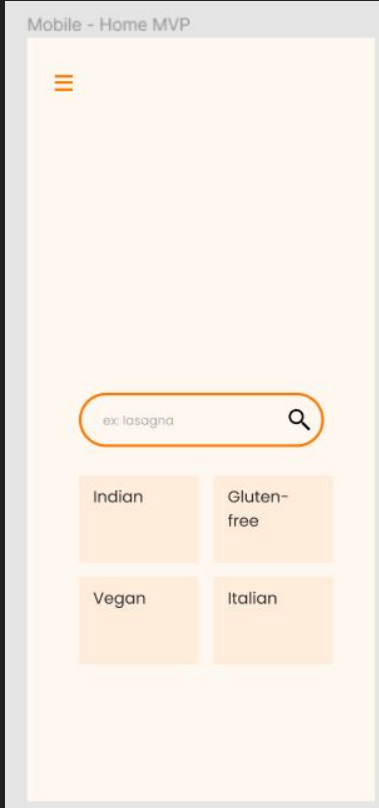 Mobile - Home MVP
ex: lasagna
Indian
Gluten-
free
Vegan
Italian